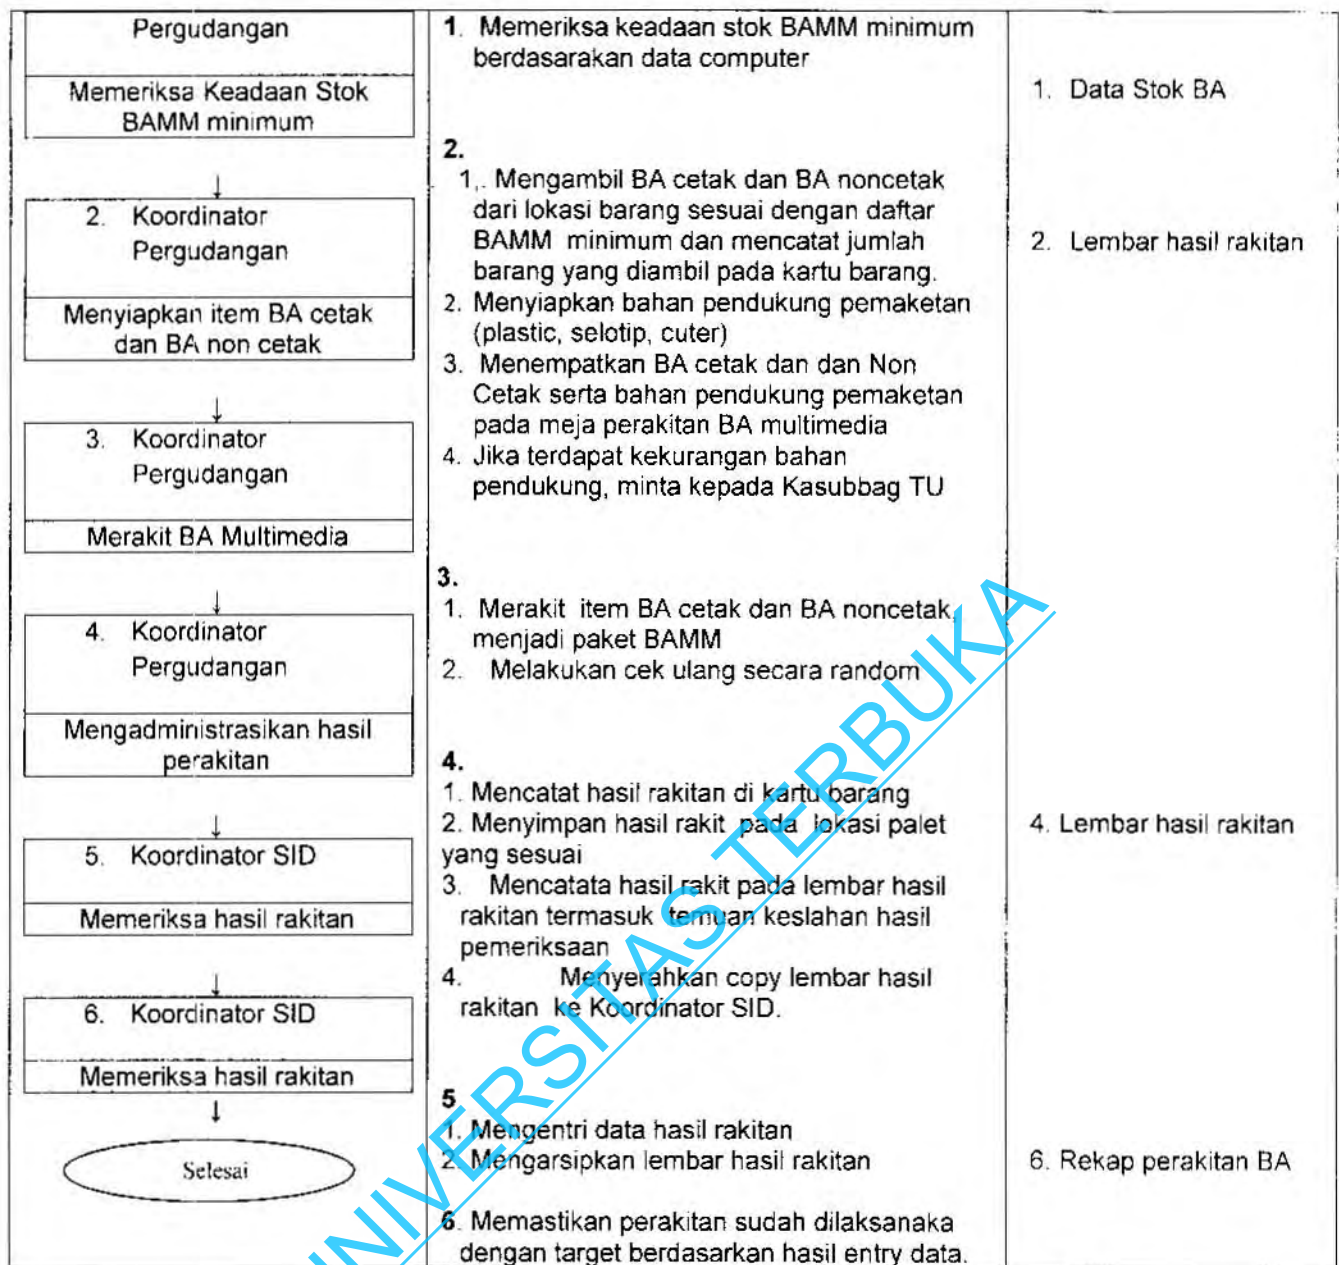 Pergudangan
Memeriksa Keadaan Stok
BAMM minimum
↓
2. Koordinator
Pergudangan
Menyiapkan item BA cetak
dan BA non cetak
↓
3. Koordinator
Pergudangan
Merakit BA Multimedia
↓
4. Koordinator
Pergudangan
Mengadministrasikan hasil
perakitan
↓
5. Koordinator SID
Memeriksa hasil rakitan
↓
6. Koordinator SID
Memeriksa hasil rakitan
↓
Selesai
1. Memeriksa keadaan stok BAMM minimum
berdasarakan data computer
2.
1,. Mengambil BA cetak dan BA noncetak
dari lokasi barang sesuai dengan daftar
BAMM minimum dan mencatat jumlah
barang yang diambil pada kartu barang.
2. Menyiapkan bahan pendukung pemaketan
(plastic, selotip, cuter)
3. Menempatkan BA cetak dan dan Non
Cetak serta bahan pendukung pemaketan
pada meja perakitan BA multimedia
4. Jika terdapat kekurangan bahan
pendukung, minta kepada Kasubbag TU
3.
1. Merakit item BA cetak dan BA noncetak,
menjadi paket BAMM
2. Melakukan cek ulang secara random
4.
1. Mencatat hasil rakitan di kartu barang
2. Menyimpan hasil rakit pada lokasi palet
yang sesuai
3. Mencatata hasil rakit pada lembar hasil
rakitan termasuk temuan keslahan hasil
pemeriksaan
4. Menyerahkan copy lembar hasil
rakitan ke Koordinator SID.
5
1. Mengentri data hasil rakitan
2. Mengarsipkan lembar hasil rakitan
6. Memastikan perakitan sudah dilaksanaka
dengan target berdasarkan hasil entry data.
1. Data Stok BA
2. Lembar hasil rakitan
4. Lembar hasil rakitan
6. Rekap perakitan BA
UNIVERSITAS TERBUKA